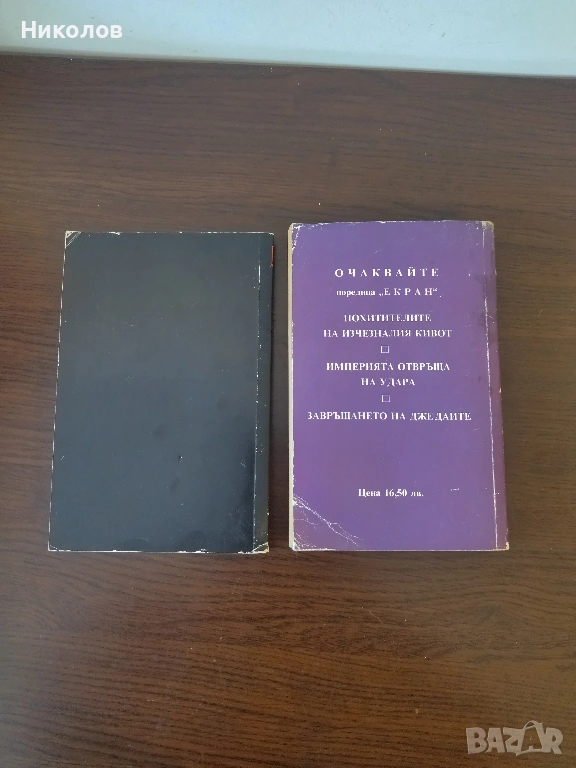 Николов
ОЧАКВАЙТЕ
поредица „ЕКРАН“
ПОХИТИТЕЛИТЕ
НА ИЗЧЕЗНАЛИЯ КИВОТ
ИМПЕРИЯТА ОТВРЪЩА
НА УДАРА
ЗАВРЪЩАНЕТО НА ДЖЕДАИТЕ
Цена 16,50 лв.
BAZAR